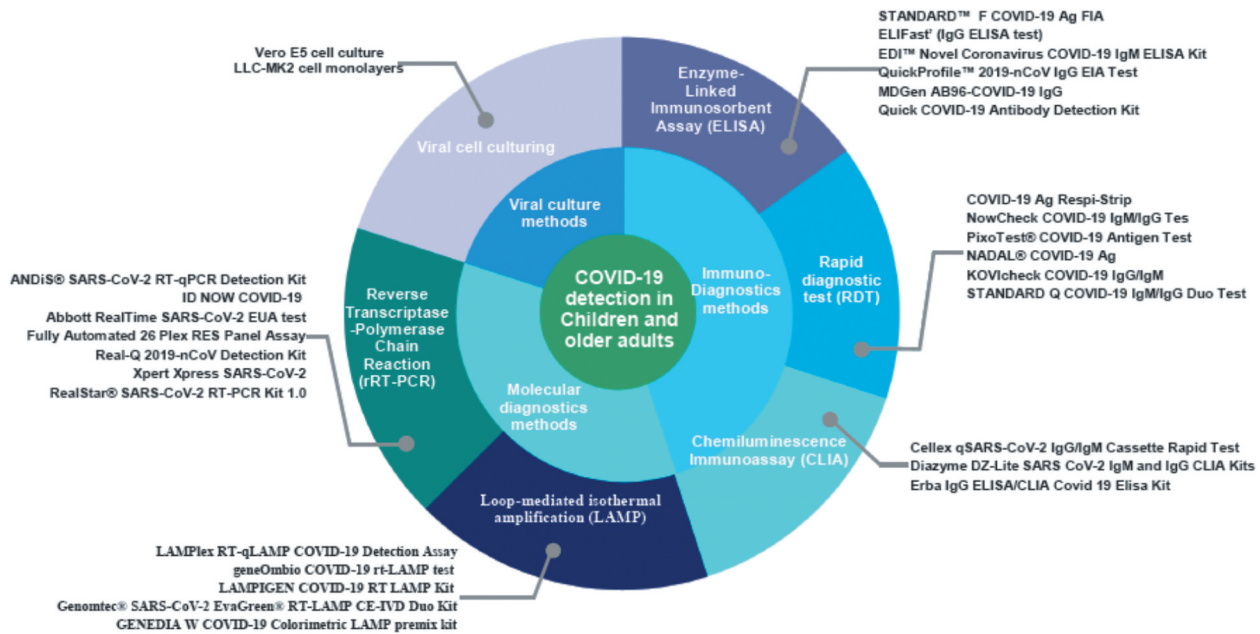 Vero E5 cell culture
LLC-MK2 cell monolayers
Viral cell culturing
Enzyme-
Linked
Immunosorbent
Assay (ELISA)
STANDARD™ F COVID-19 Ag FIA
ELIFast' (IgG ELISA test)
EDI™ Novel Coronavirus COVID-19 IgM ELISA Kit
QuickProfile™ 2019-nCoV IgG EIA Test
MDGen AB96-COVID-19 IgG
Quick COVID-19 Antibody Detection Kit
Viral culture
methods
COVID-19
detection in
Children and
older adults
Immuno-
Diagnostics
methods
Rapid
diagnostic
test (RDT)
COVID-19 Ag Respi-Strip
NowCheck COVID-19 IgM/IgG Tes
PixoTest® COVID-19 Antigen Test
NADAL® COVID-19 Ag
KOVIcheck COVID-19 IgG/IgM
STANDARD Q COVID-19 IgM/IgG Duo Test
ANDiS® SARS-CoV-2 RT-qPCR Detection Kit
ID NOW COVID-19
Abbott RealTime SARS-CoV-2 EUA test
Fully Automated 26 Plex RES Panel Assay
Real-Q 2019-nCoV Detection Kit
Xpert Xpress SARS-CoV-2
RealStar® SARS-CoV-2 RT-PCR Kit 1.0
Reverse
Transcriptase
-Polymerase
Chain
Reaction
(rRT-PCR)
Molecular
diagnostics
methods
Chemiluminescence
Immunoassay (CLIA)
Cellex qSARS-CoV-2 IgG/IgM Cassette Rapid Test
Diazyme DZ-Lite SARS CoV-2 IgM and IgG CLIA Kits
Erba IgG ELISA/CLIA Covid 19 Elisa Kit
Loop-mediated isothermal
amplification (LAMP)
LAMPlex RT-qLAMP COVID-19 Detection Assay
geneOmbio COVID-19 rt-LAMP test
LAMPIGEN COVID-19 RT LAMP Kit
Genomtec® SARS-CoV-2 EvaGreen® RT-LAMP CE-IVD Duo Kit
GENEDIA W COVID-19 Colorimetric LAMP premix kit